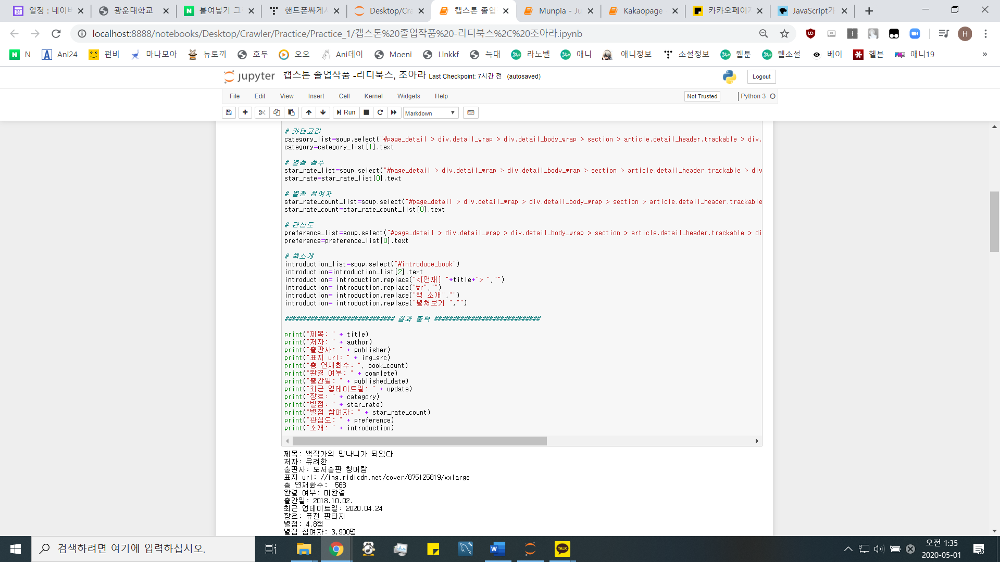 일정 : 네이버
광운대학교
붙여넣기 그
핸드폰싸게사
Desktop/Cra
캡스톤 졸업
Munpia - Ju
Kakaopage
카카오페이지
JavaScript가
localhost:8888/notebooks/Desktop/Crawler/Practice/Practice_1/캡스톤%20졸업작품%20-리디북스%2C%20조아라.ipynb
N Ani24 펀비 마나모아 뉴토끼 호두 오오 Ani데이 Moeni Linkkf 늑대 라노벨 애니 애니정보 소설정보 웹툰 웹소설 베이 헬븐 애니19 »
jupyter 캡스톤 졸업작품 -리디북스, 조아라 Last Checkpoint: 7시간 전 (autosaved) Logout
File Edit View Insert Cell Kernel Widgets Help Not Trusted Python 3
Run Markdown
# 카테고리
category_list=soup.select("#page_detail > div.detail_wrap > div.detail_body_wrap > section > article.detail_header.trackable > div.
category=category_list[1].text
# 별점 점수
star_rate_list=soup.select("#page_detail > div.detail_wrap > div.detail_body_wrap > section > article.detail_header.trackable > div
star_rate=star_rate_list[0].text
# 별점 참여자
star_rate_count_list=soup.select("#page_detail > div.detail_wrap > div.detail_body_wrap > section > article.detail_header.trackable
star_rate_count=star_rate_count_list[0].text
# 관심도
preference_list=soup.select("#page_detail > div.detail_wrap > div.detail_body_wrap > section > article.detail_header.trackable > di
preference=preference_list[0].text
# 책소개
introduction_list=soup.select("#introduce_book")
introduction=introduction_list[2].text
introduction= introduction.replace("<[연재] "+title+"> ","")
introduction= introduction.replace("₩r","")
introduction= introduction.replace("책 소개","")
introduction= introduction.replace("펼쳐보기 ","")
############################## 결과 출력 #############################
print("제목: " + title)
print("저자: " + author)
print("출판사: " + publisher)
print("표지 url: " + img_src)
print("총 연재화수: ", book_count)
print("완결 여부: " + complete)
print("출간일: " + published_date)
print("최근 업데이트일: " + update)
print("장르: " + category)
print("별점: " + star_rate)
print("별점 참여자: " + star_rate_count)
print("관심도: " + preference)
print("소개: " + introduction)
제목: 백작가의 망나니가 되었다
저자: 유려한
출판사: 도서출판 청어람
표지 url: //img.ridicdn.net/cover/875125819/xxlarge
총 연재화수:  568
완결 여부: 미완결
출간일: 2018.10.02.
최근 업데이트일: 2020.04.24
장르: 퓨전 판타지
별점: 4.8점
별점 참여자: 3,900명
검색하려면 여기에 입력하십시오.
오전 1:35
2020-05-01